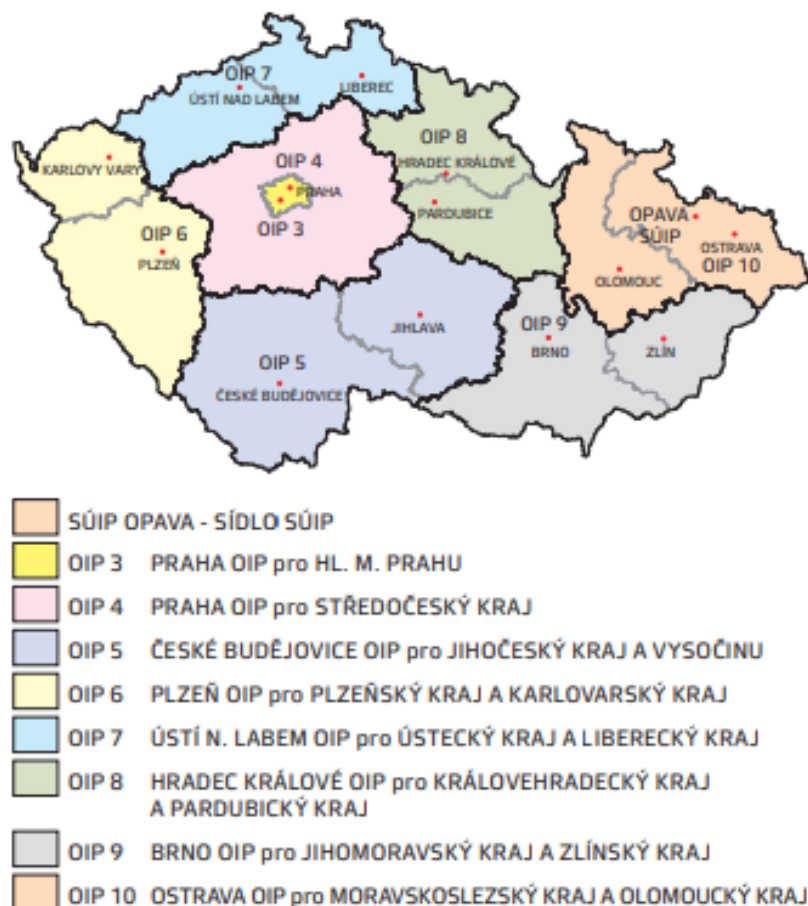 OIP 7
ÚSTÍ NAD LABEM
LIBEREC
KARLOVY VARY
OIP 4
PRAHA
OIP 3
OIP 8
HRADEC KRÁLOVÉ
PARDUBICE
OIP 6
PLZEŇ
OPAVA
SÚIP
OSTRAVA
OIP 10
OLOMOUC
JIHLAVA
OIP 9
BRNO
ZLÍN
OIP 5
ČESKÉ BUDĚJOVICE
SÚIP OPAVA - SÍDLO SÚIP
OIP 3 PRAHA OIP pro HL. M. PRAHU
OIP 4 PRAHA OIP pro STŘEDOČESKÝ KRAJ
OIP 5 ČESKÉ BUDĚJOVICE OIP pro JIHOČESKÝ KRAJ A VYSOČINU
OIP 6 PLZEŇ OIP pro PLZEŇSKÝ KRAJ A KARLOVARSKÝ KRAJ
OIP 7 ÚSTÍ N. LABEM OIP pro ÚSTECKÝ KRAJ A LIBERECKÝ KRAJ
OIP 8 HRADEC KRÁLOVÉ OIP pro KRÁLOVEHRADECKÝ KRAJ
A PARDUBICKÝ KRAJ
OIP 9 BRNO OIP pro JIHOMORAVSKÝ KRAJ A ZLÍNSKÝ KRAJ
OIP 10 OSTRAVA OIP pro MORAVSKOSLEZSKÝ KRAJ A OLOMOUCKÝ KRAJ